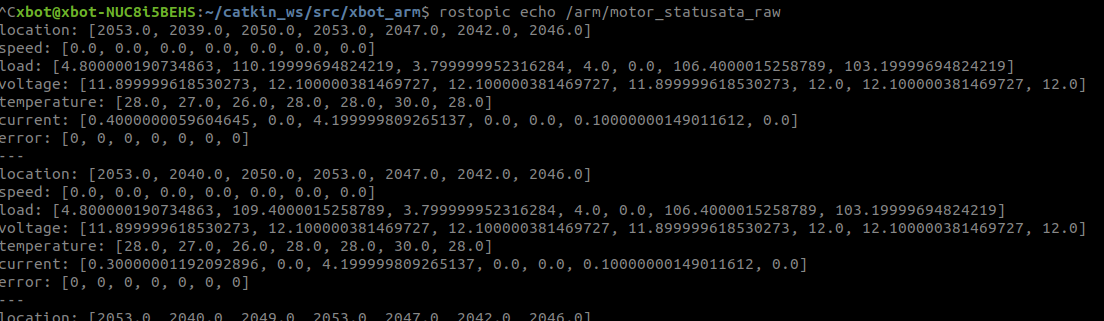 ^Cxbot@xbot-NUC8i5BEHS:~/catkin_ws/src/xbot_arm$ rostopic echo /arm/motor_statusata_raw
location: [2053.0, 2039.0, 2050.0, 2053.0, 2047.0, 2042.0, 2046.0]
speed: [0.0, 0.0, 0.0, 0.0, 0.0, 0.0, 0.0]
load: [4.800000190734863, 110.19999694824219, 3.799999952316284, 4.0, 0.0, 106.4000015258789, 103.19999694824219]
voltage: [11.899999618530273, 12.100000381469727, 12.100000381469727, 11.899999618530273, 12.0, 12.100000381469727, 12.0]
temperature: [28.0, 27.0, 26.0, 28.0, 28.0, 30.0, 28.0]
current: [0.4000000059604645, 0.0, 4.199999809265137, 0.0, 0.0, 0.10000000149011612, 0.0]
error: [0, 0, 0, 0, 0, 0, 0]
---
location: [2053.0, 2040.0, 2050.0, 2053.0, 2047.0, 2042.0, 2046.0]
speed: [0.0, 0.0, 0.0, 0.0, 0.0, 0.0, 0.0]
load: [4.800000190734863, 109.4000015258789, 3.799999952316284, 4.0, 0.0, 106.4000015258789, 103.19999694824219]
voltage: [11.899999618530273, 12.100000381469727, 12.100000381469727, 11.899999618530273, 12.0, 12.100000381469727, 12.0]
temperature: [28.0, 27.0, 26.0, 28.0, 28.0, 30.0, 28.0]
current: [0.30000001192092896, 0.0, 4.199999809265137, 0.0, 0.0, 0.10000000149011612, 0.0]
error: [0, 0, 0, 0, 0, 0, 0]
---
location: [2053.0, 2040.0, 2049.0, 2053.0, 2047.0, 2042.0, 2046.0]